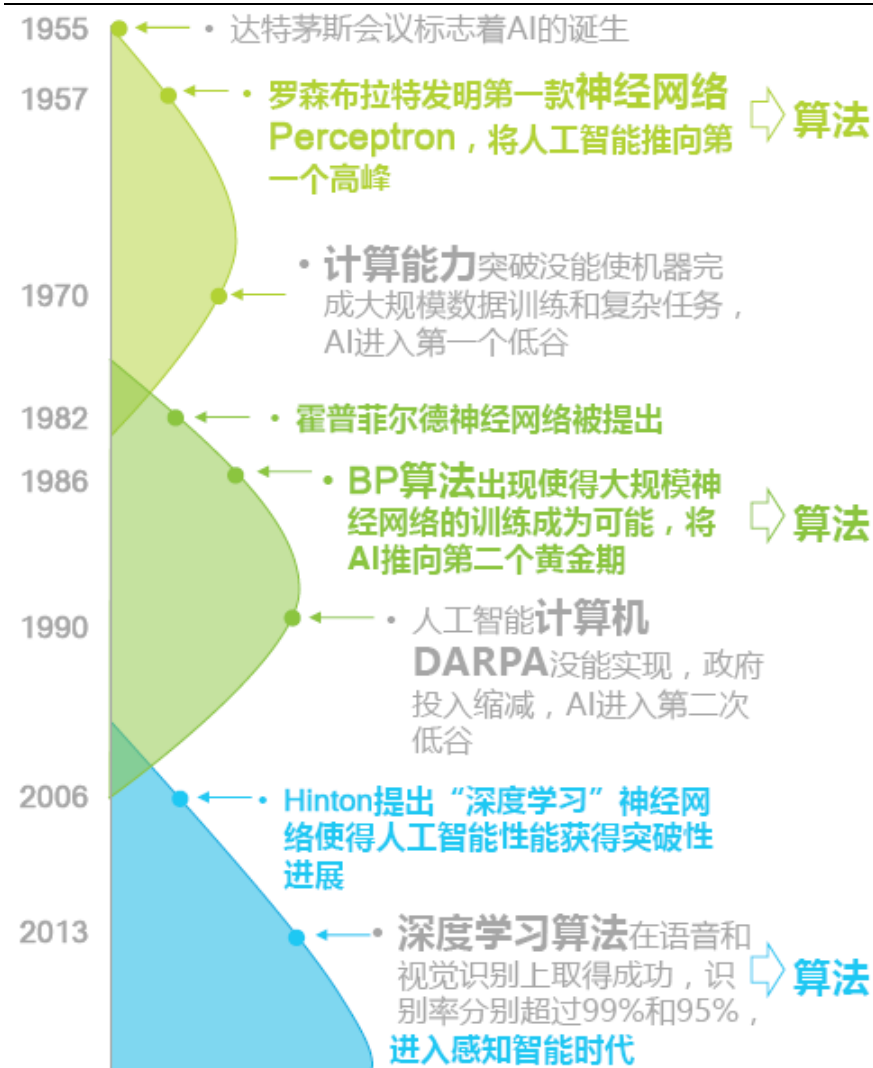 1955
• 达特茅斯会议标志着AI的诞生
1957
• 罗森布拉特发明第一款神经网络
Perceptron，将人工智能推向第
一个高峰
算法
1970
• 计算能力突破没能使机器完
成大规模数据训练和复杂任务，
AI进入第一个低谷
1982
• 霍普菲尔德神经网络被提出
1986
• BP算法出现使得大规模神
经网络的训练成为可能，将
AI推向第二个黄金期
算法
1990
• 人工智能计算机
DARPA没能实现，政府
投入缩减，AI进入第二次
低谷
2006
• Hinton提出“深度学习”神经网
络使得人工智能性能获得突破性
进展
2013
• 深度学习算法在语音和
视觉识别上取得成功，识
别率分别超过99%和95%，
进入感知智能时代
算法